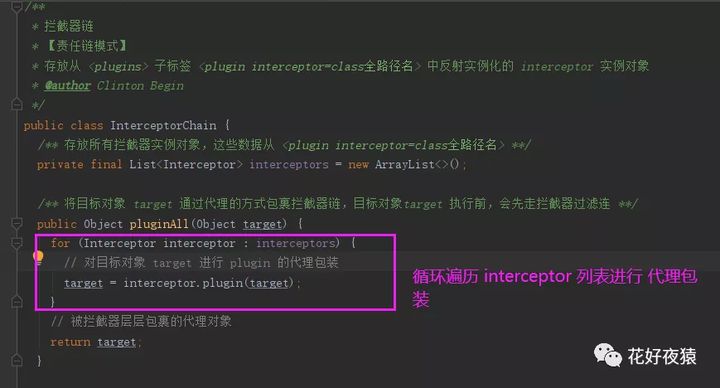 /**
* 拦截器链
* 【责任链模式】
* 存放从 <plugins> 子标签 <plugin interceptor=class全路径名> 中反射实例化的 interceptor 实例对象
* @author Clinton Begin
*/
public class InterceptorChain {
/** 存放所有拦截器实例对象，这些数据从 <plugin interceptor=class全路径名> **/
private final List<Interceptor> interceptors = new ArrayList<>();
/** 将目标对象 target 通过代理的方式包裹拦截器链，目标对象target 执行前，会先走拦截器过滤连 **/
public Object pluginAll(Object target) {
for (Interceptor interceptor : interceptors) {
// 对目标对象 target 进行 plugin 的代理包装
target = interceptor.plugin(target);
}
// 被拦截器层层包裹的代理对象
return target;
}
循环遍历 interceptor 列表进行 代理包
装
花好夜猿